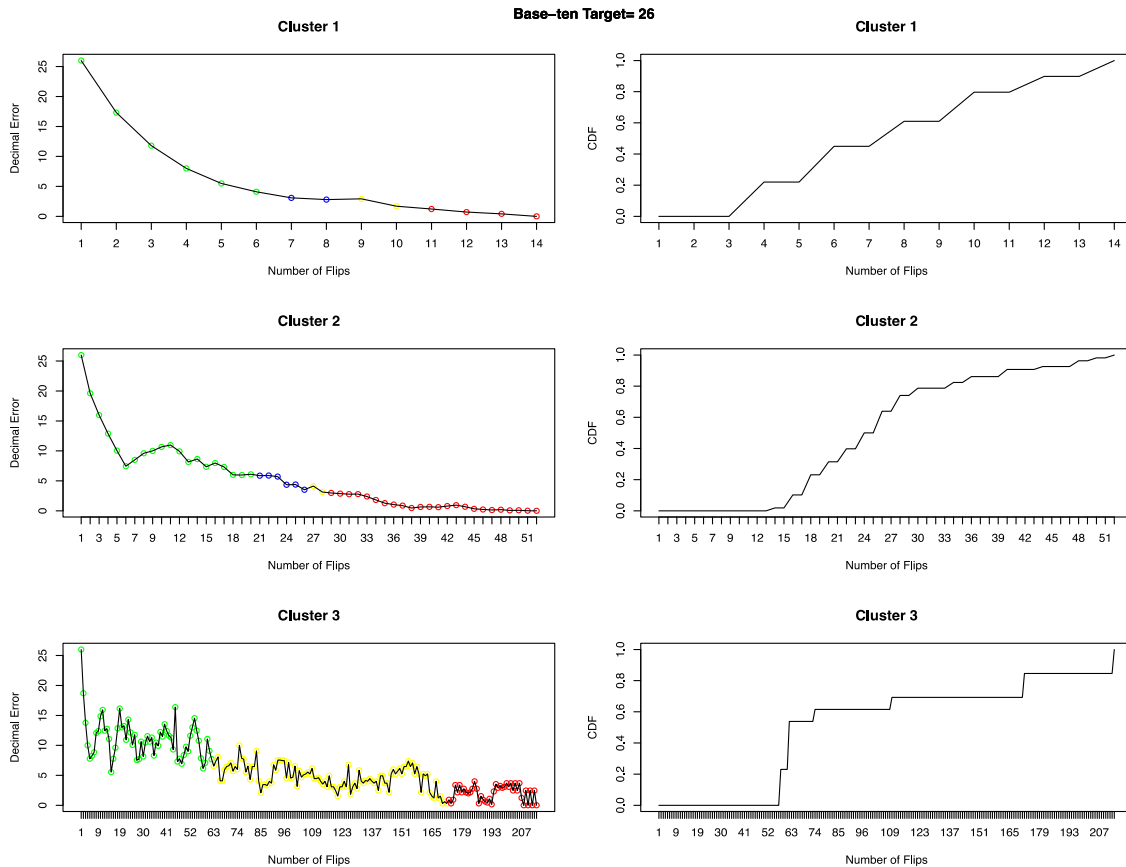 Base–ten Target= 26
Cluster 1
Decimal Error
0 5 10 15 20 25
1 2 3 4 5 6 7 8 9 10 11 12 13 14
Number of Flips
Cluster 1
CDF
0.0 0.2 0.4 0.6 0.8 1.0
1 2 3 4 5 6 7 8 9 10 11 12 13 14
Number of Flips
Cluster 2
Decimal Error
0 5 10 15 20 25
1 3 5 7 9 12 15 18 21 24 27 30 33 36 39 42 45 48 51
Number of Flips
Cluster 2
CDF
0.0 0.2 0.4 0.6 0.8 1.0
1 3 5 7 9 12 15 18 21 24 27 30 33 36 39 42 45 48 51
Number of Flips
Cluster 3
Decimal Error
0 5 10 15 20 25
1 9 19 30 41 52 63 74 85 96 109 123 137 151 165 179 193 207
Number of Flips
Cluster 3
CDF
0.0 0.2 0.4 0.6 0.8 1.0
1 9 19 30 41 52 63 74 85 96 109 123 137 151 165 179 193 207
Number of Flips